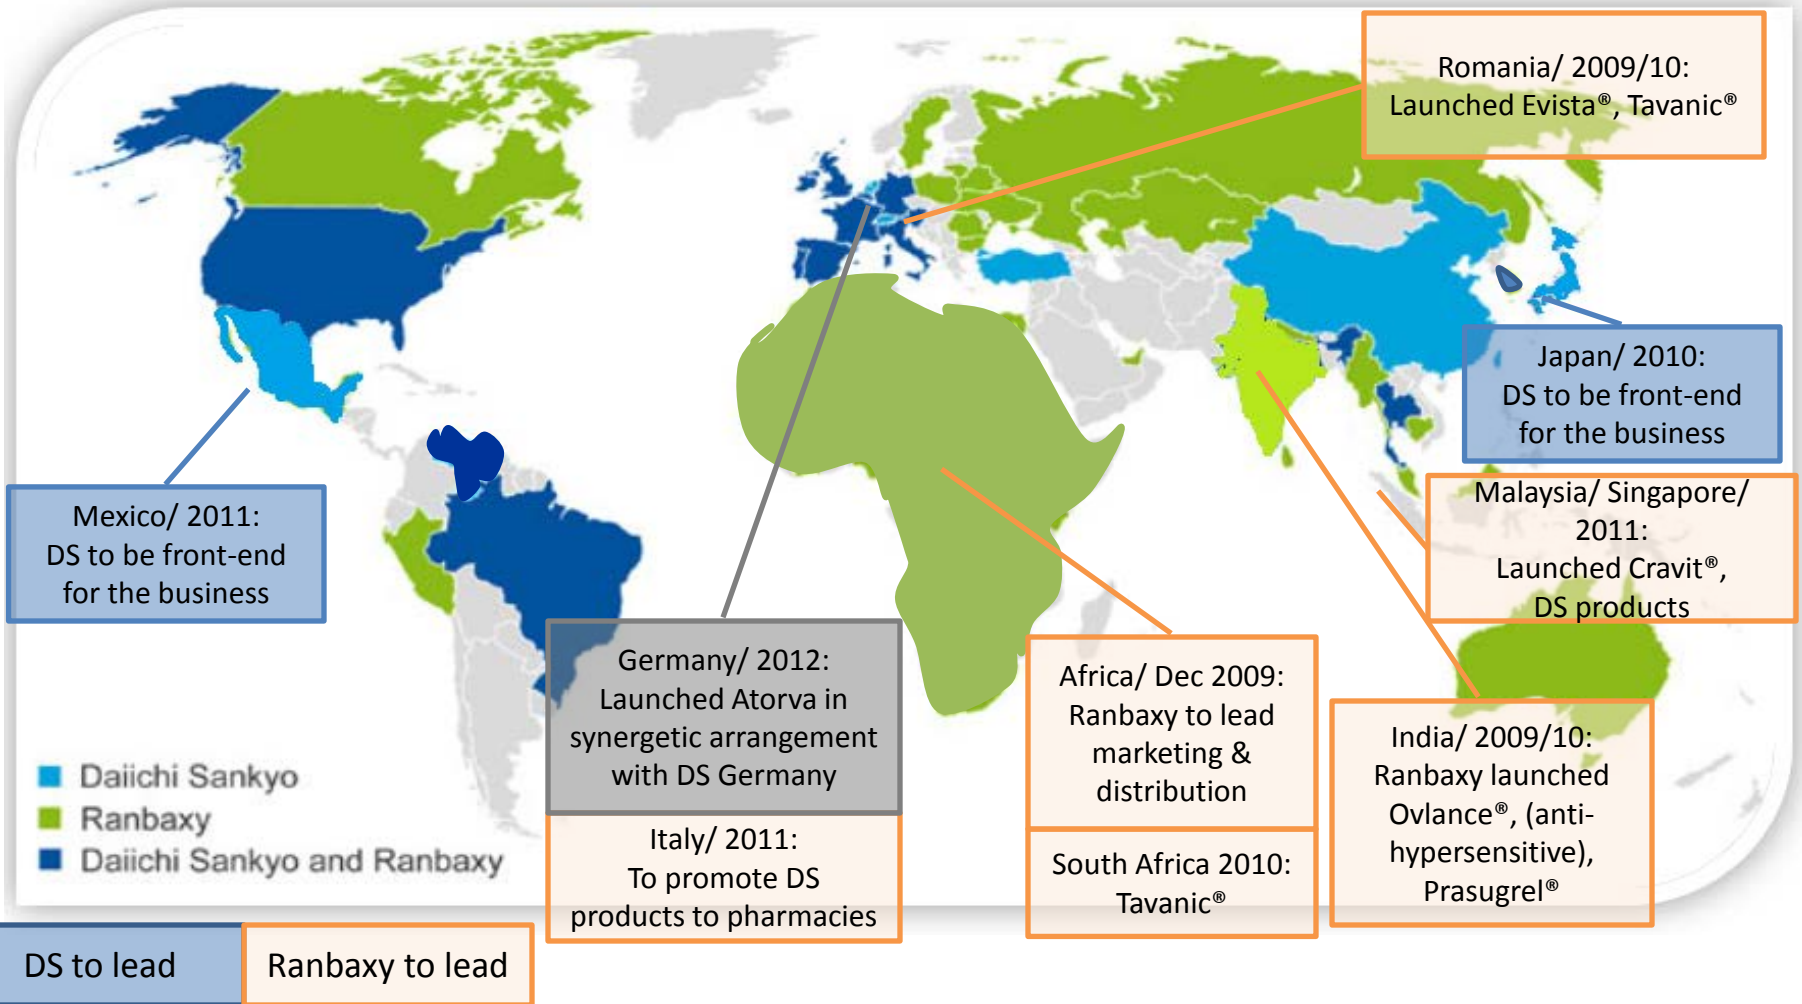 Romania/ 2009/10:
Launched Evista®, Tavanic®
Japan/ 2010:
DS to be front-end
for the business
Mexico/ 2011:
DS to be front-end
for the business
Malaysia/ Singapore/
2011:
Launched Cravit®,
DS products
Germany/ 2012:
Launched Atorva in
synergetic arrangement
with DS Germany
Africa/ Dec 2009:
Ranbaxy to lead
marketing &
distribution
India/ 2009/10:
Ranbaxy launched
Ovlance®, (anti-
hypersensitive),
Prasugrel®
Italy/ 2011:
To promote DS
products to pharmacies
South Africa 2010:
Tavanic®
Daiichi Sankyo
Ranbaxy
Daiichi Sankyo and Ranbaxy
DS to lead
Ranbaxy to lead